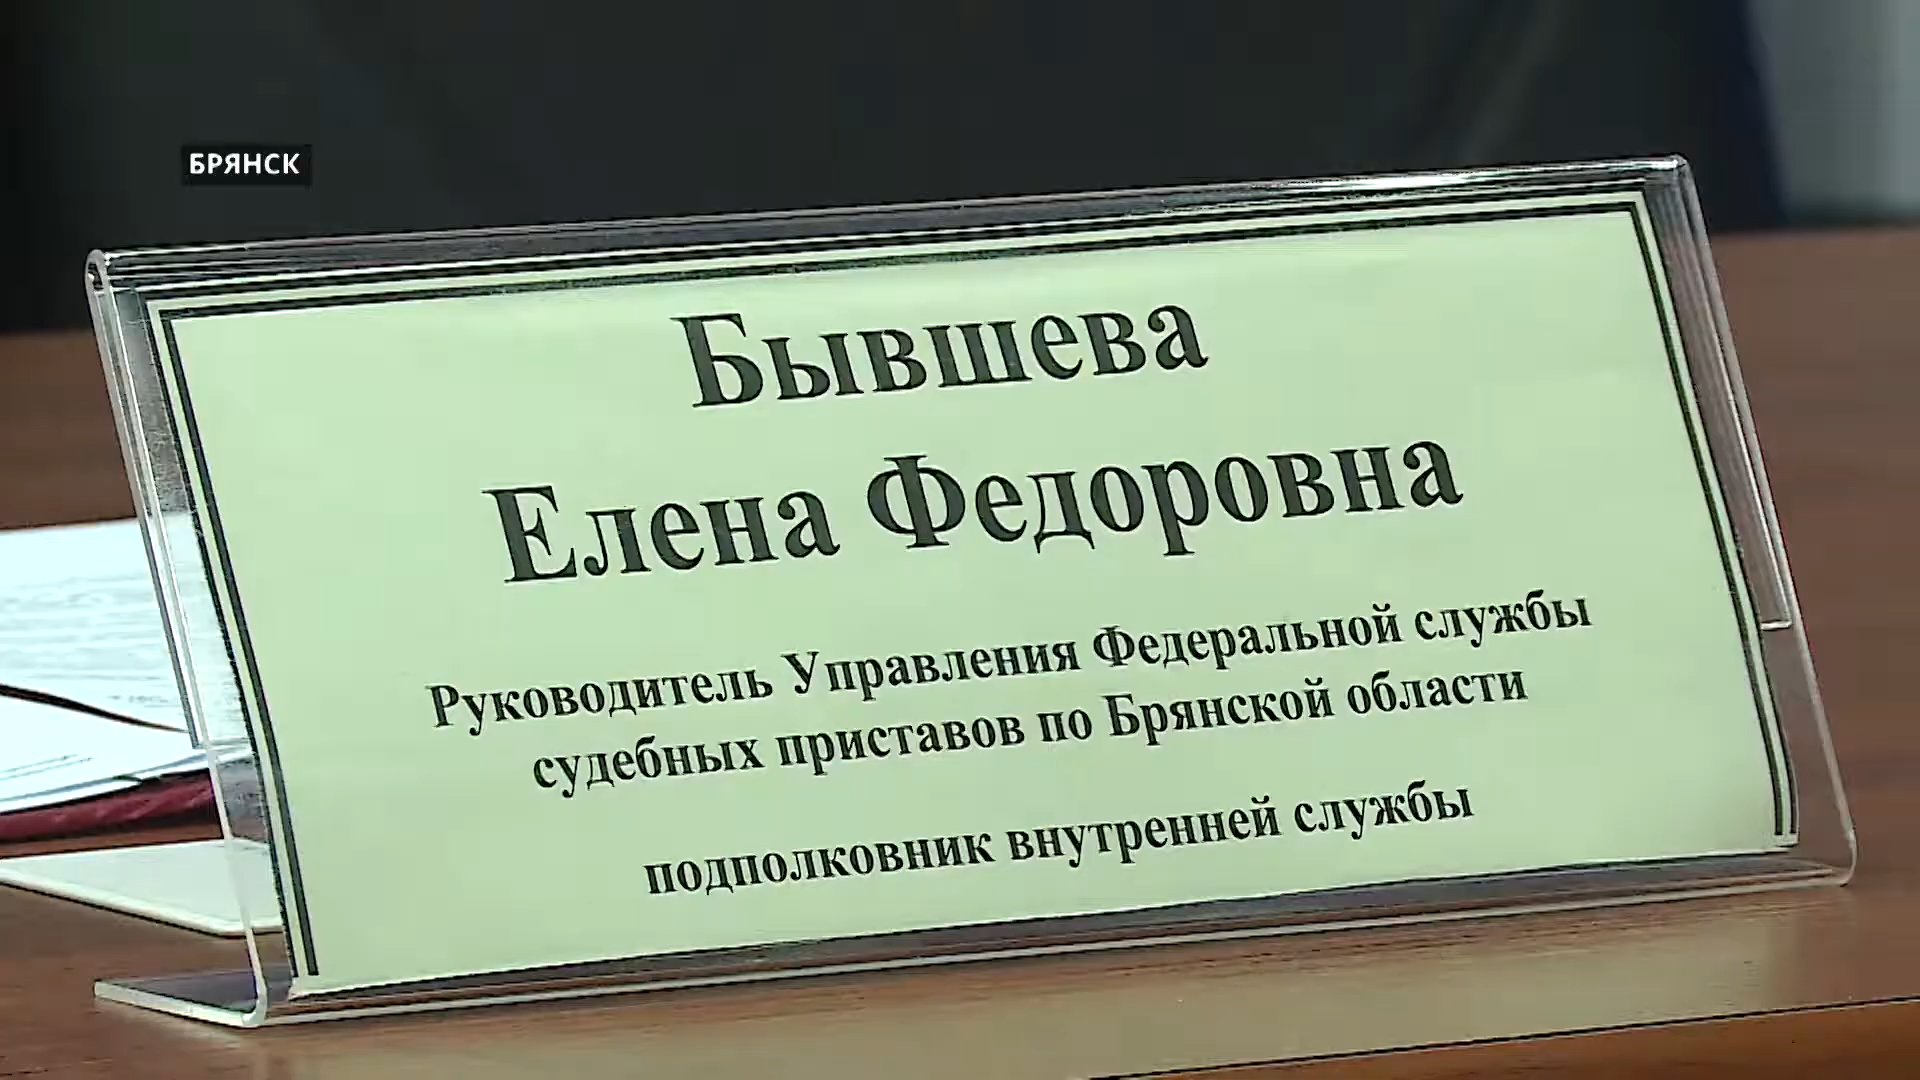 БРЯНСК
Бывшева
Елена Федоровна
Руководитель Управления Федеральной службы
судебных приставов по Брянской области
подполковник внутренней службы